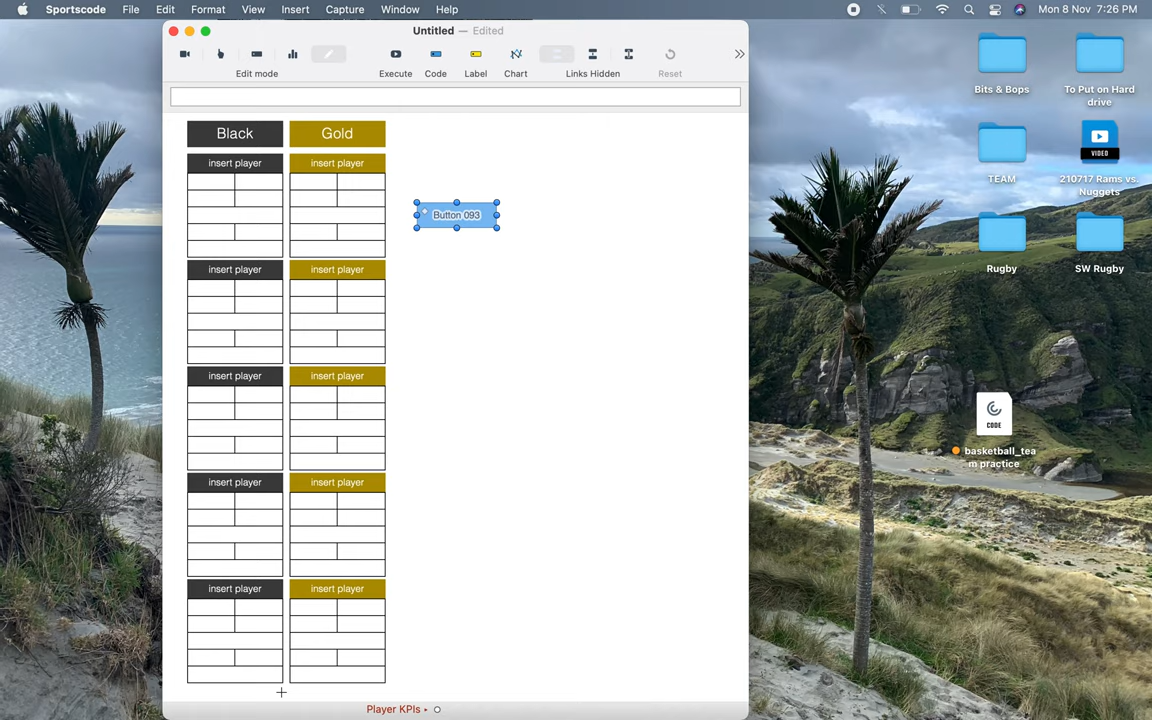 Sportscode File Edit Format View Insert Capture Window Help Mon 8 Nov 7:26 PM
Untitled — Edited
Edit mode Execute Code Label Chart Links Hidden Reset
Black Gold
insert player insert player
Button 093
insert player insert player
insert player insert player
insert player insert player
insert player insert player
Player KPIs
Bits & Bops
To Put on Hard
drive
TEAM
VIDEO
210717 Rams vs.
Nuggets
Rugby
SW Rugby
CODE
basketball_tea
m practice